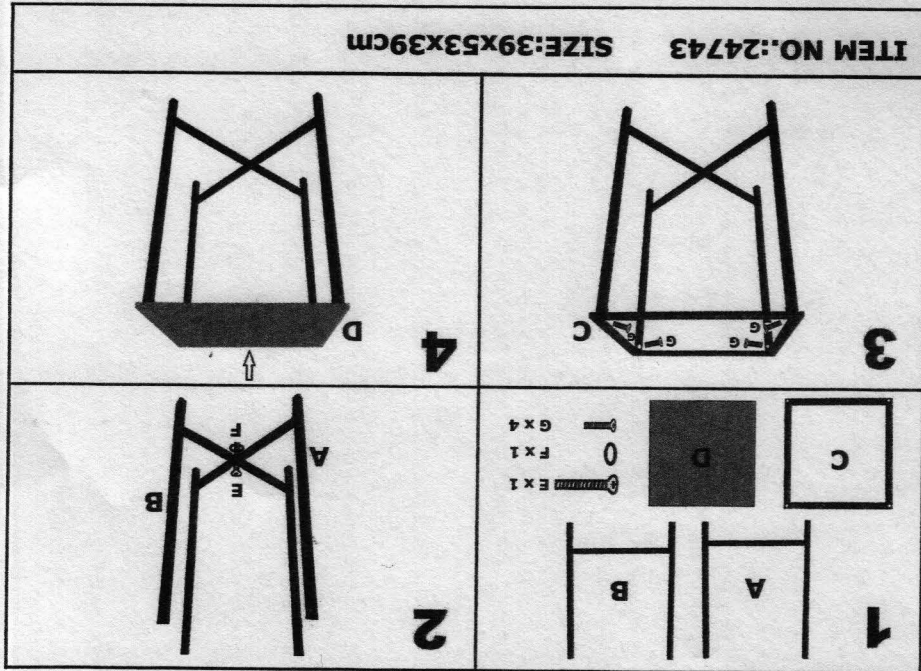 1
A
B
C
D
E x 1
F x 1
G x 4
2
A
B
E
F
3
C
G
G
G
G
4
D
ITEM NO.:24743 SIZE:39x53x39cm